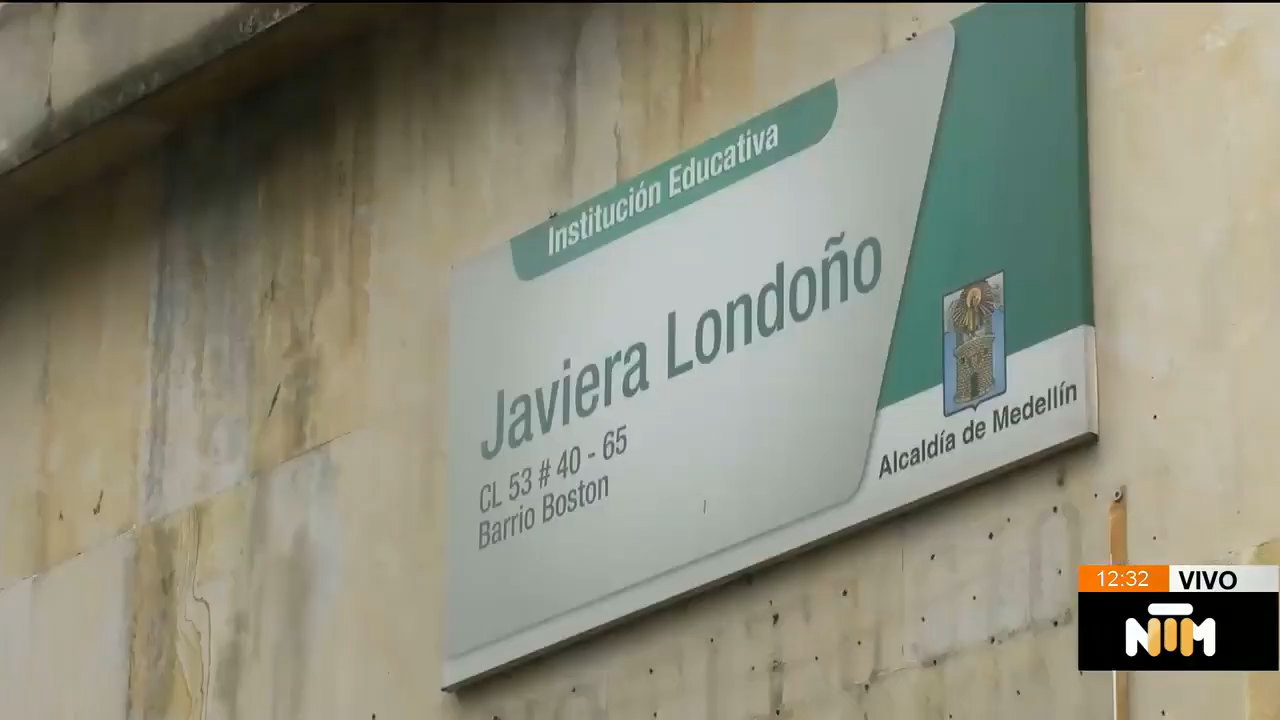 Institución Educativa
Javiera Londoño
CL 53 # 40 - 65
Barrio Boston
Alcaldía de Medellín
12:32 VIVO
NTM